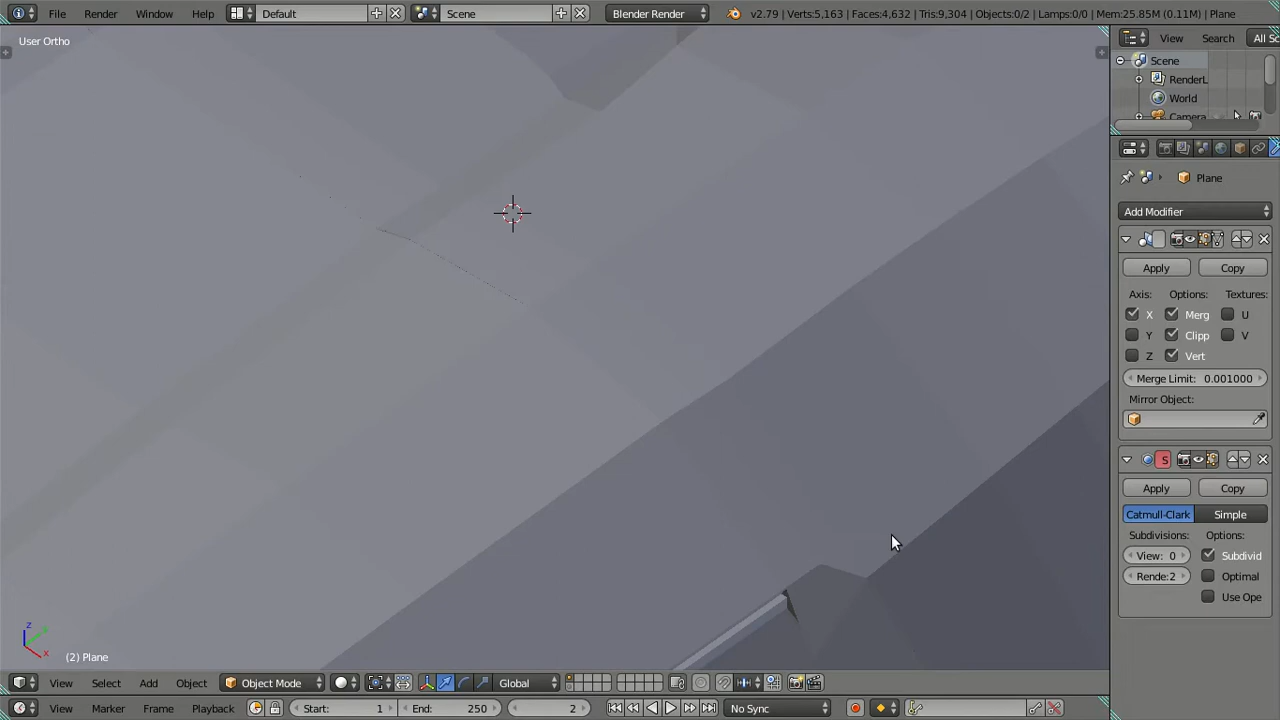 File Render Window Help Default Scene Blender Render v2.79 | Verts:5,163 | Faces:4,632 | Tris:9,304 | Objects:0/2 | Lamps:0/0 | Mem:25.85M (0.11M) | Plane
User Ortho
View Search All Sc
Scene
RenderL
World
Camera
Plane
Add Modifier
Apply Copy
Axis: Options: Textures:
X Merg U
Y Clipp V
Z Vert
Merge Limit: 0.001000
Mirror Object:
S
Apply Copy
Catmull-Clark Simple
Subdivisions: Options:
View: 0 Subdivid
Rende:2 Optimal
Use Ope
z
y
x
(2) Plane
View Select Add Object Object Mode Global
View Marker Frame Playback Start: 1 End: 250 2 No Sync